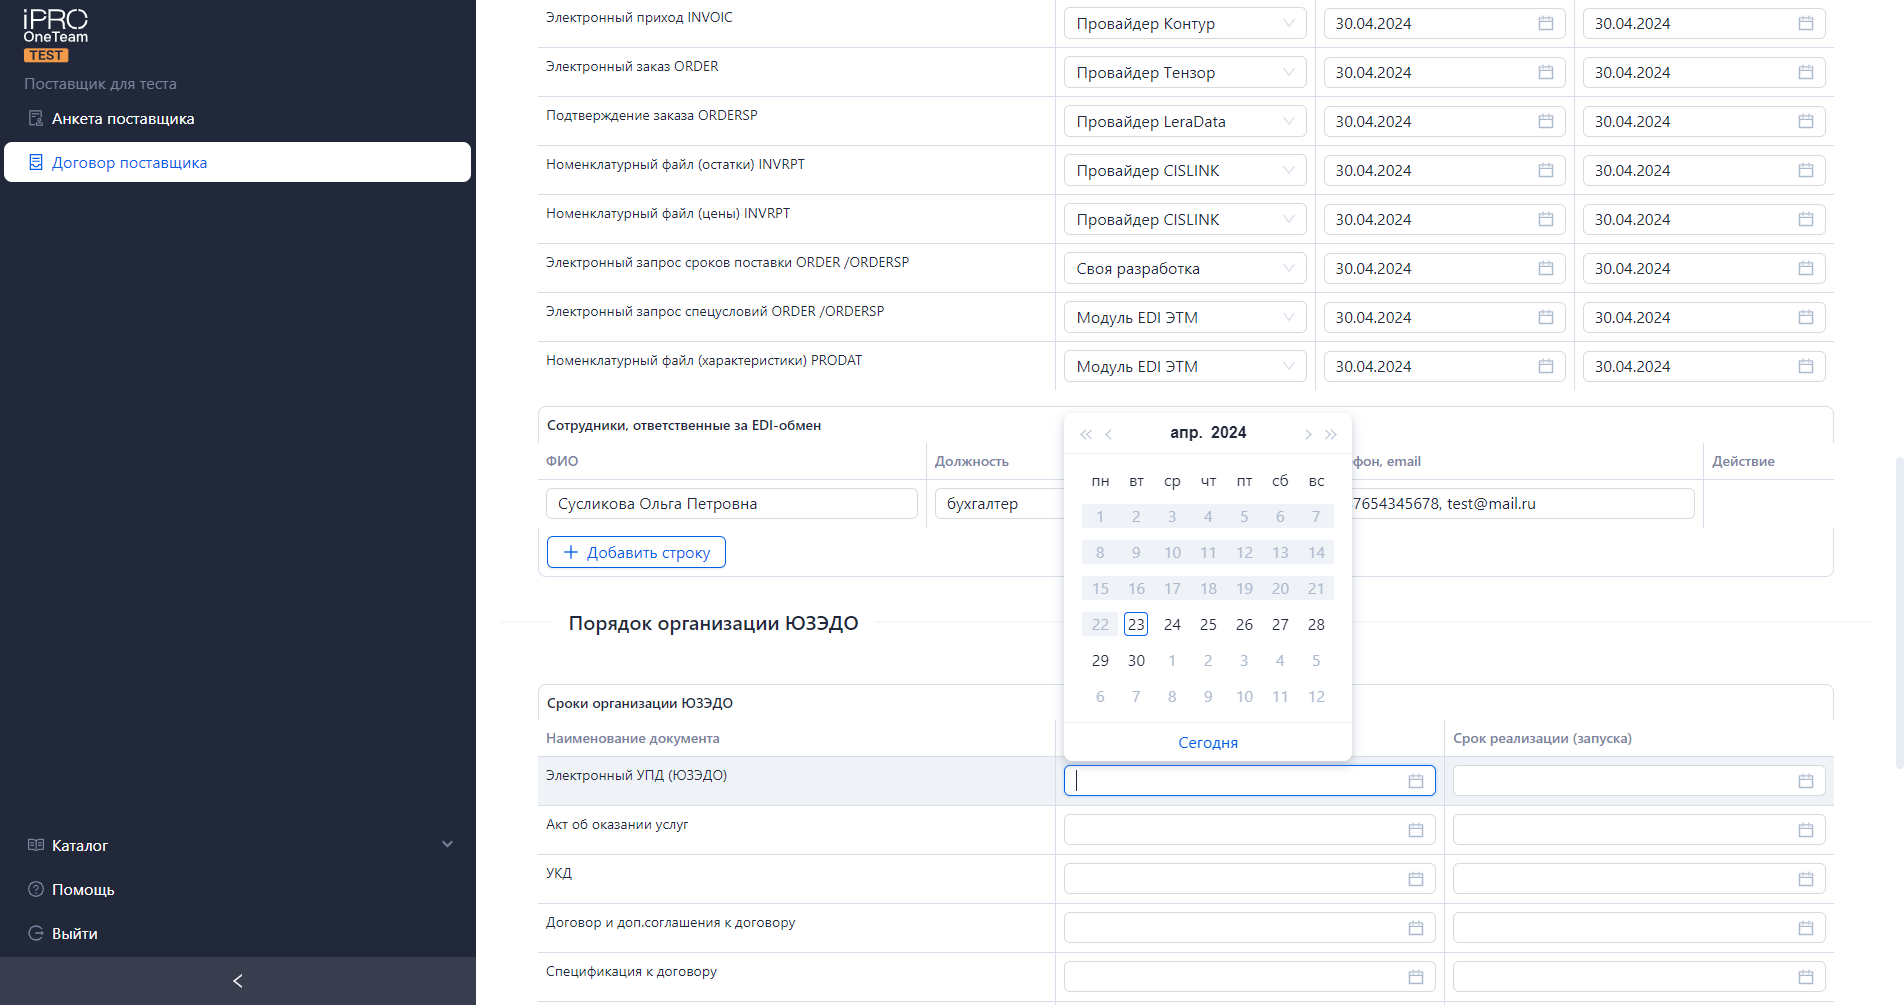 iPRO
OneTeam
TEST
Поставщик для теста
Анкета поставщика
Договор поставщика
Каталог
Помощь
Выйти
Электронный приход INVOIC Провайдер Контур 30.04.2024 30.04.2024
Электронный заказ ORDER Провайдер Тензор 30.04.2024 30.04.2024
Подтверждение заказа ORDERSP Провайдер LeraData 30.04.2024 30.04.2024
Номенклатурный файл (остатки) INVRPT Провайдер CISLINK 30.04.2024 30.04.2024
Номенклатурный файл (цены) INVRPT Провайдер CISLINK 30.04.2024 30.04.2024
Электронный запрос сроков поставки ORDER /ORDERSP Своя разработка 30.04.2024 30.04.2024
Электронный запрос спецусловий ORDER /ORDERSP Модуль EDI ЭТМ 30.04.2024 30.04.2024
Номенклатурный файл (характеристики) PRODAT Модуль EDI ЭТМ 30.04.2024 30.04.2024
Сотрудники, ответственные за EDI-обмен
ФИО Должность фон, email Действие
Сусликова Ольга Петровна бухгалтер 7654345678, test@mail.ru
Добавить строку
апр. 2024
пн вт ср чт пт сб вс
1 2 3 4 5 6 7
8 9 10 11 12 13 14
15 16 17 18 19 20 21
22 23 24 25 26 27 28
29 30 1 2 3 4 5
6 7 8 9 10 11 12
Сегодня
Порядок организации ЮЗЭДО
Сроки организации ЮЗЭДО
Наименование документа Срок реализации (запуска)
Электронный УПД (ЮЗЭДО)
Акт об оказании услуг
УКД
Договор и доп.соглашения к договору
Спецификация к договору